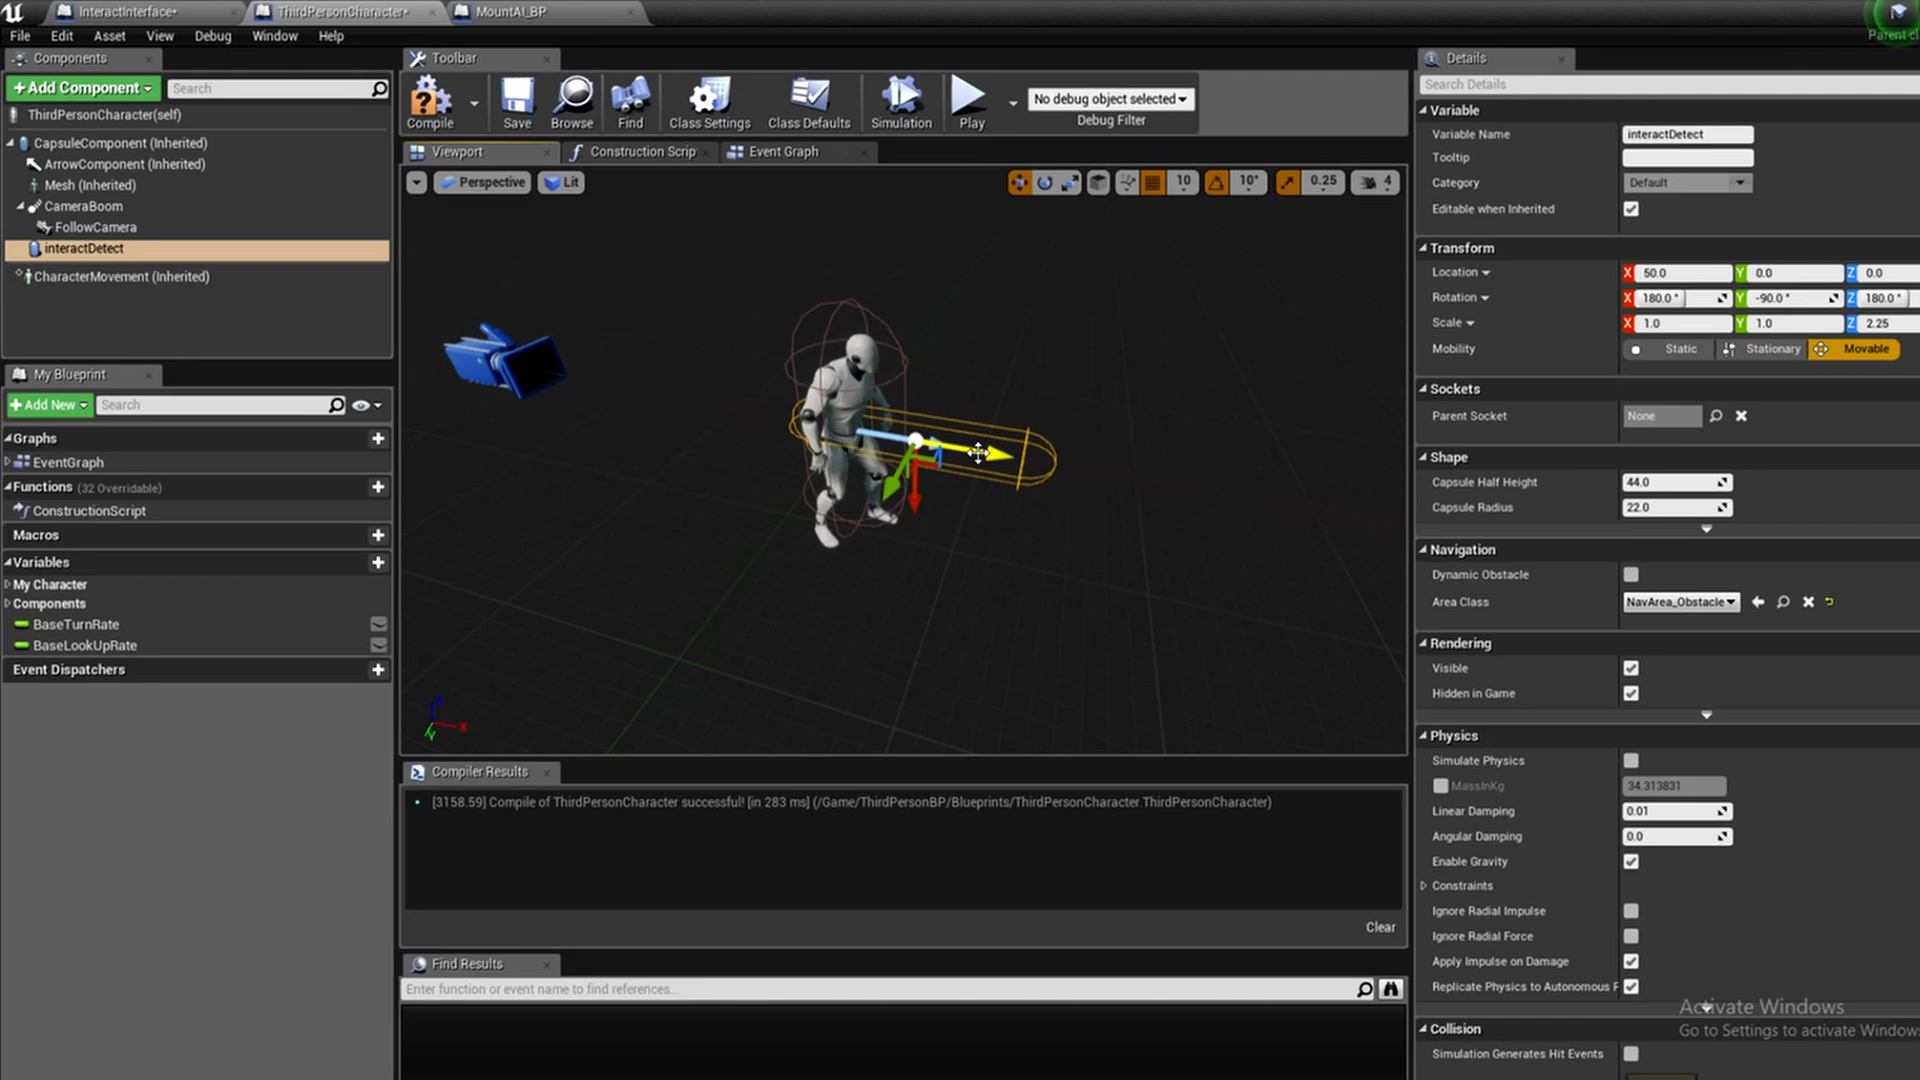 InteractInterface*
ThirdPersonCharacter*
MountAI_BP
Parent cl
File Edit Asset View Debug Window Help
Components
+Add Component
Search
ThirdPersonCharacter(self)
CapsuleComponent (Inherited)
ArrowComponent (Inherited)
Mesh (Inherited)
CameraBoom
FollowCamera
interactDetect
CharacterMovement (Inherited)
My Blueprint
+Add New
Search
Graphs
EventGraph
Functions (32 Overridable)
ConstructionScript
Macros
Variables
My Character
Components
BaseTurnRate
BaseLookUpRate
Event Dispatchers
Toolbar
Compile
Save
Browse
Find
Class Settings
Class Defaults
Simulation
Play
No debug object selected
Debug Filter
Viewport
Construction Scrip
Event Graph
Perspective
Lit
10
10°
0.25
4
Z
X
Y
Compiler Results
[3158.59] Compile of ThirdPersonCharacter successful! [in 283 ms] (/Game/ThirdPersonBP/Blueprints/ThirdPersonCharacter.ThirdPersonCharacter)
Clear
Find Results
Enter function or event name to find references...
Details
Search Details
Variable
Variable Name interactDetect
Tooltip
Category Default
Editable when Inherited
Transform
Location X 50.0 Y 0.0 Z 0.0
Rotation X 180.0 ° Y -90.0 ° Z 180.0 °
Scale X 1.0 Y 1.0 Z 2.25
Mobility Static Stationary Movable
Sockets
Parent Socket None
Shape
Capsule Half Height 44.0
Capsule Radius 22.0
Navigation
Dynamic Obstacle
Area Class NavArea_Obstacle
Rendering
Visible
Hidden in Game
Physics
Simulate Physics
MassInKg 34.313831
Linear Damping 0.01
Angular Damping 0.0
Enable Gravity
Constraints
Ignore Radial Impulse
Ignore Radial Force
Apply Impulse on Damage
Replicate Physics to Autonomous P
Activate Windows
Go to Settings to activate Windows
Collision
Simulation Generates Hit Events